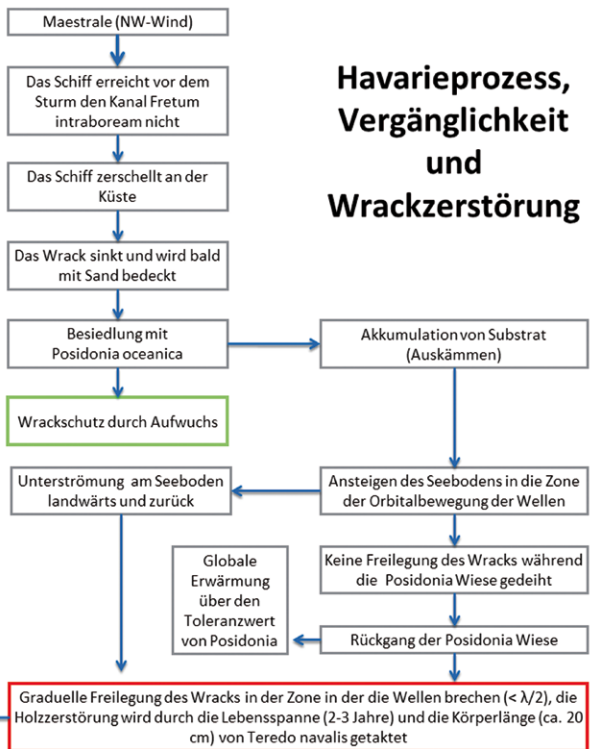 Maestrale (NW-Wind)
Das Schiff erreicht vor dem
Sturm den Kanal Fretum
intraboream nicht
Havarieprozess,
Vergänglichkeit
und
Wrackzerstörung
Das Schiff zerschellt an der
Küste
Das Wrack sinkt und wird bald
mit Sand bedeckt
Besiedlung mit
Posidonia oceanica
Akkumulation von Substrat
(Auskämmen)
Wrackschutz durch Aufwuchs
Unterströmung am Seeboden
landwärts und zurück
Ansteigen des Seebodens in die Zone
der Orbitalbewegung der Wellen
Keine Freilegung des Wracks während
die Posidonia Wiese gedeiht
Globale
Erwärmung
über den
Toleranzwert
von Posidonia
Rückgang der Posidonia Wiese
Graduelle Freilegung des Wracks in der Zone in der die Wellen brechen (< λ/2), die
Holzzerstörung wird durch die Lebensspanne (2-3 Jahre) und die Körperlänge (ca. 20
cm) von Teredo navalis getaktet